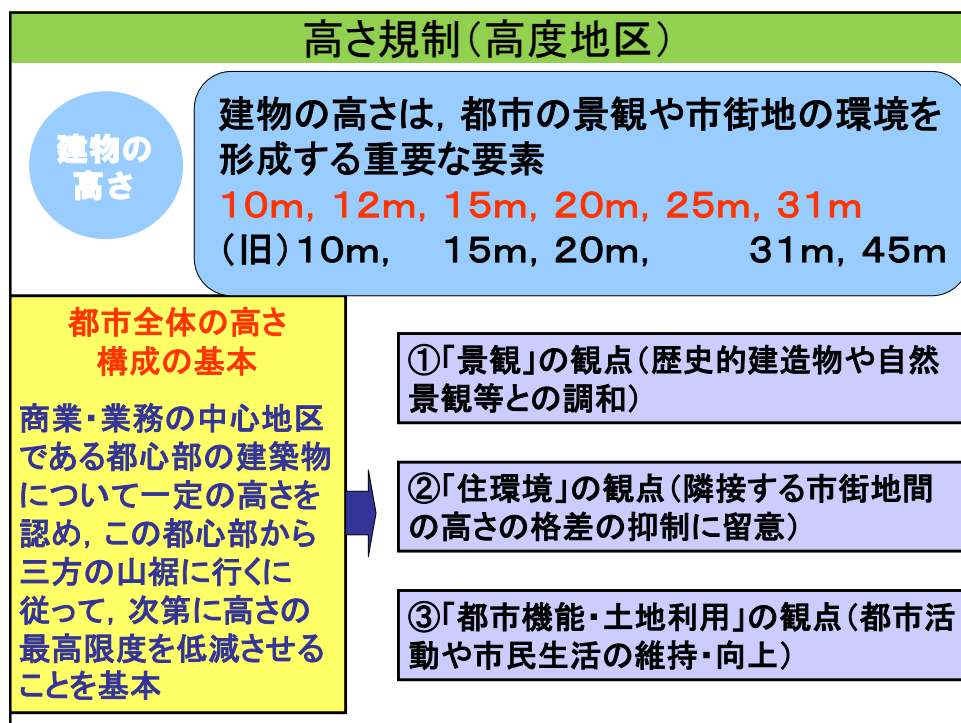 高さ規制(高度地区)
建物の
高さ
建物の高さは，都市の景観や市街地の環境を
形成する重要な要素
10m，12m，15m，20m，25m，31m
(旧)10m，　15m，20m，　　31m，45m
都市全体の高さ
構成の基本
商業・業務の中心地区
である都心部の建築物
について一定の高さを
認め，この都心部から
三方の山裾に行くに
従って，次第に高さの
最高限度を低減させる
ことを基本
①「景観」の観点(歴史的建造物や自然
景観等との調和)
②「住環境」の観点(隣接する市街地間
の高さの格差の抑制に留意)
③「都市機能・土地利用」の観点(都市活
動や市民生活の維持・向上)